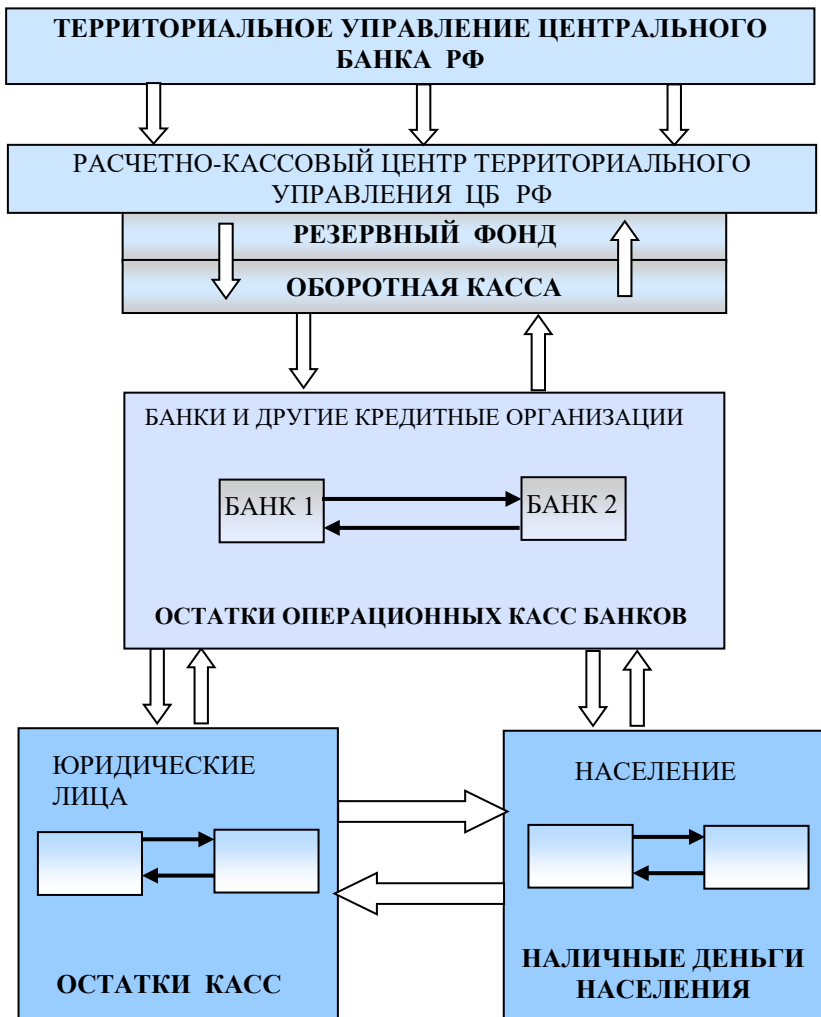 ТЕРРИТОРИАЛЬНОЕ УПРАВЛЕНИЕ ЦЕНТРАЛЬНОГО
БАНКА РФ
РАСЧЕТНО-КАССОВЫЙ ЦЕНТР ТЕРРИТОРИАЛЬНОГО
УПРАВЛЕНИЯ ЦБ РФ
РЕЗЕРВНЫЙ ФОНД
ОБОРОТНАЯ КАССА
БАНКИ И ДРУГИЕ КРЕДИТНЫЕ ОРГАНИЗАЦИИ
БАНК 1
БАНК 2
ОСТАТКИ ОПЕРАЦИОННЫХ КАСС БАНКОВ
ЮРИДИЧЕСКИЕ
ЛИЦА
ОСТАТКИ КАСС
НАСЕЛЕНИЕ
НАЛИЧНЫЕ ДЕНЬГИ
НАСЕЛЕНИЯ